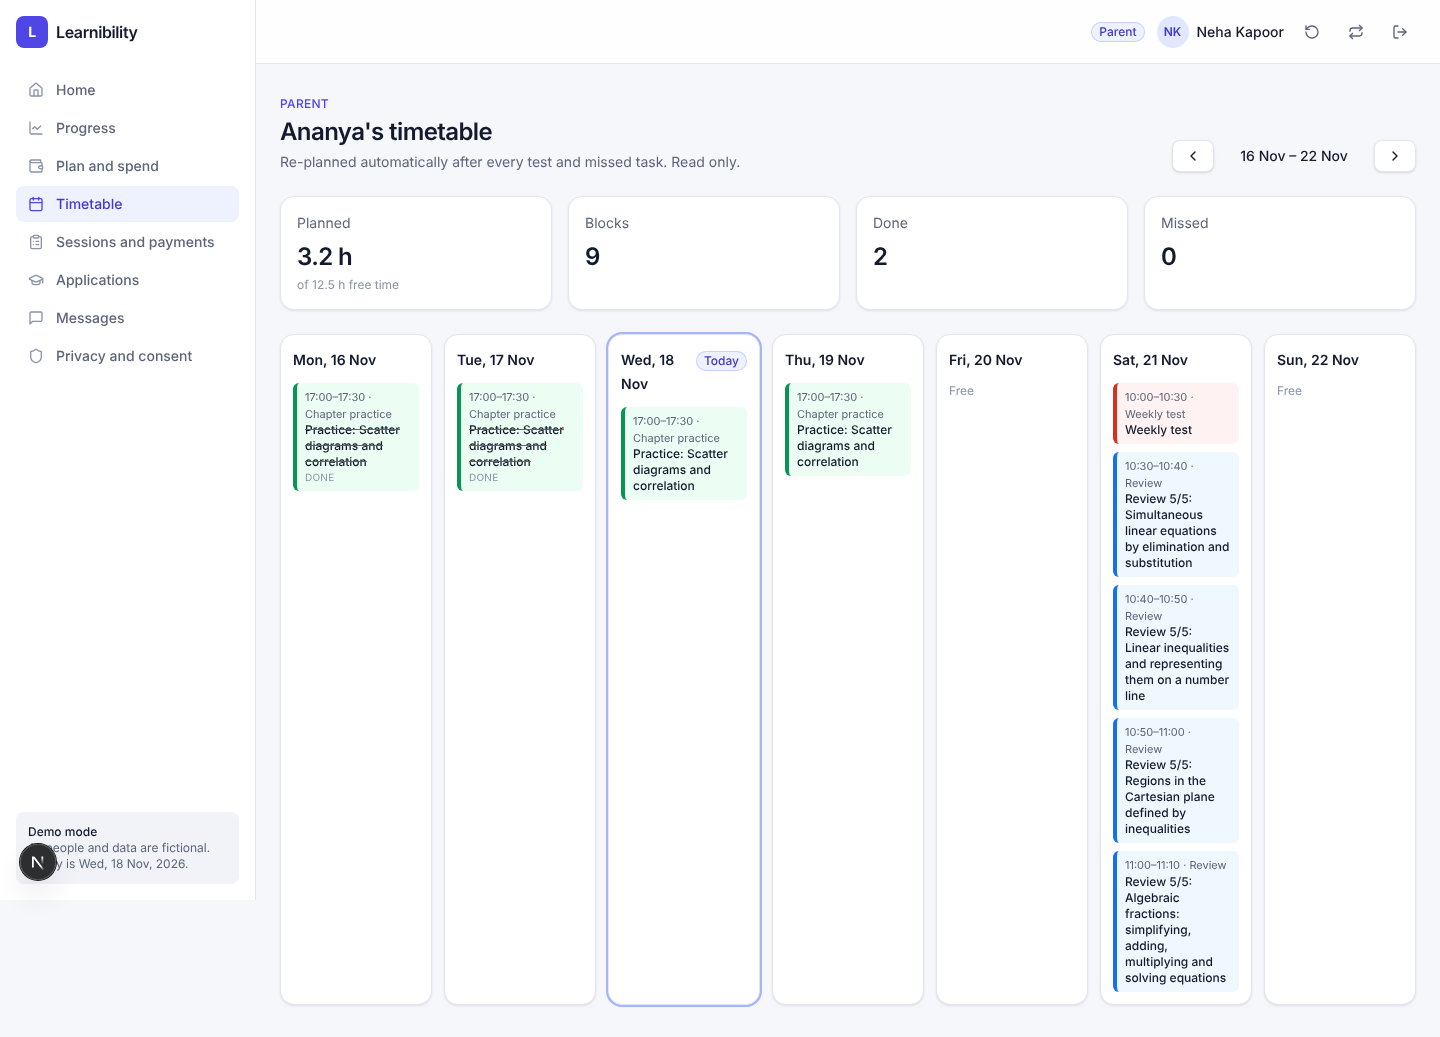 L
Learnibility
Parent
NK
Neha Kapoor
Home
Progress
Plan and spend
Timetable
Sessions and payments
Applications
Messages
Privacy and consent
PARENT
Ananya's timetable
Re-planned automatically after every test and missed task. Read only.
16 Nov – 22 Nov
Planned
3.2 h
of 12.5 h free time
Blocks
9
Done
2
Missed
0
Mon, 16 Nov
17:00–17:30 ·
Chapter practice
Practice: Scatter
diagrams and
correlation
DONE
Tue, 17 Nov
17:00–17:30 ·
Chapter practice
Practice: Scatter
diagrams and
correlation
DONE
Wed, 18
Nov
Today
17:00–17:30 ·
Chapter practice
Practice: Scatter
diagrams and
correlation
Thu, 19 Nov
17:00–17:30 ·
Chapter practice
Practice: Scatter
diagrams and
correlation
Fri, 20 Nov
Free
Sat, 21 Nov
10:00–10:30 ·
Weekly test
Weekly test
10:30–10:40 ·
Review
Review 5/5:
Simultaneous
linear equations
by elimination and
substitution
10:40–10:50 ·
Review
Review 5/5:
Linear inequalities
and representing
them on a number
line
10:50–11:00 ·
Review
Review 5/5:
Regions in the
Cartesian plane
defined by
inequalities
11:00–11:10 · Review
Review 5/5:
Algebraic
fractions:
simplifying,
adding,
multiplying and
solving equations
Sun, 22 Nov
Free
Demo mode
people and data are fictional.
is Wed, 18 Nov, 2026.
N